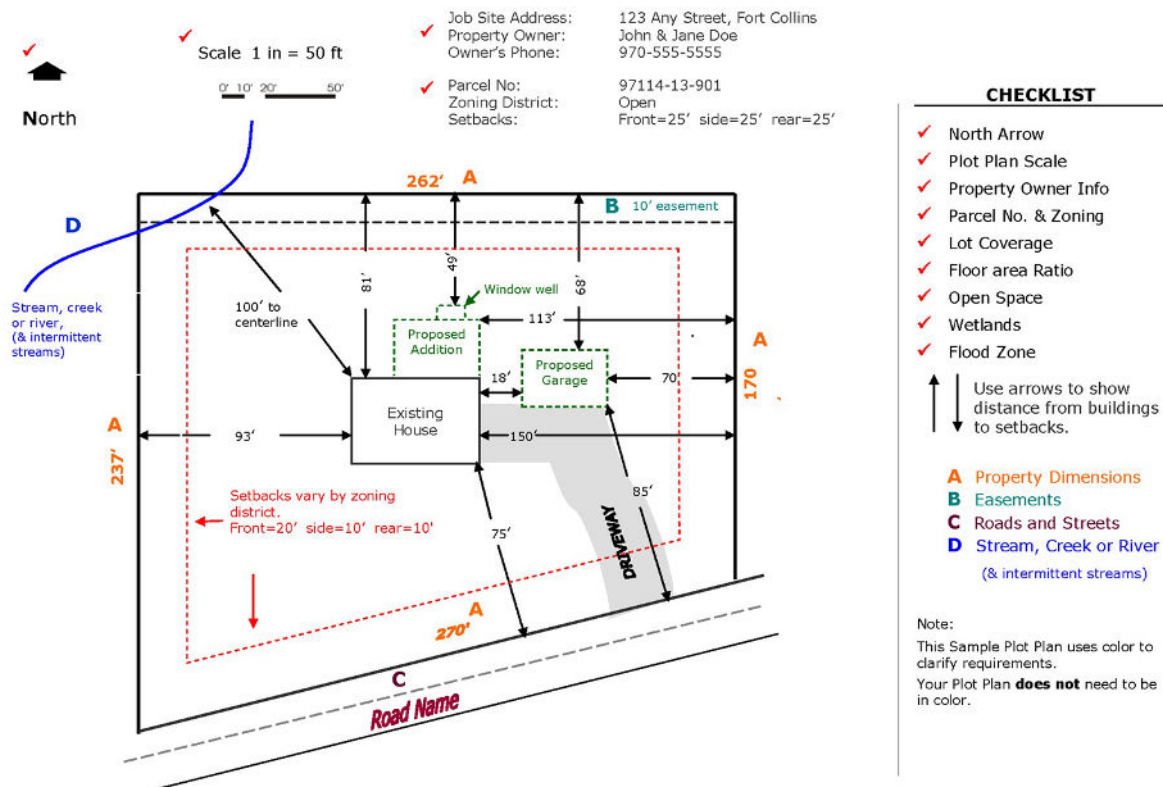 Job Site Address: 123 Any Street, Fort Collins
Property Owner: John & Jane Doe
Owner's Phone: 970-555-5555
Scale 1 in = 50 ft
0' 10' 20' 50'
North
Parcel No: 97114-13-901
Zoning District: Open
Setbacks: Front=25' side=25' rear=25'
262' A
B 10' easement
D
Stream, creek
or river,
(& intermittent
streams)
100' to
centerline
81'
49'
68'
Window well
113'
Proposed
Addition
Proposed
Garage
18'
70'
A
170
Existing
House
A
237'
93'
150'
Setbacks vary by zoning
district.
Front=20' side=10' rear=10'
75'
85'
DRIVEWAY
A
270'
C
Road Name
CHECKLIST
North Arrow
Plot Plan Scale
Property Owner Info
Parcel No. & Zoning
Lot Coverage
Floor area Ratio
Open Space
Wetlands
Flood Zone
Use arrows to show
distance from buildings
to setbacks.
A Property Dimensions
B Easements
C Roads and Streets
D Stream, Creek or River
(& intermittent streams)
Note:
This Sample Plot Plan uses color to
clarify requirements.
Your Plot Plan does not need to be
in color.